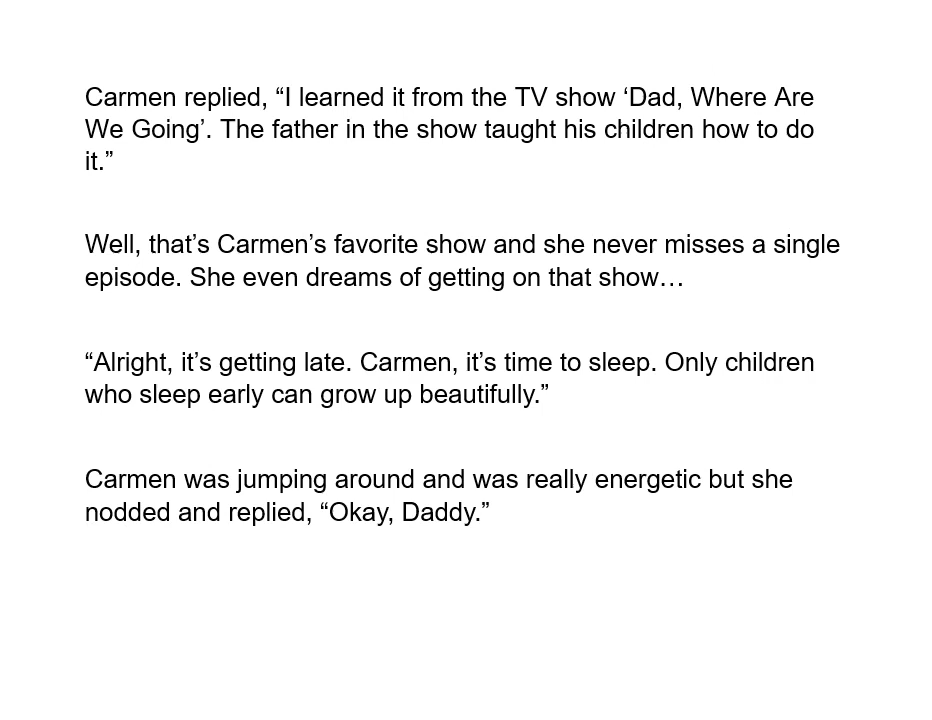 Carmen replied, “I learned it from the TV show ‘Dad, Where Are
We Going’. The father in the show taught his children how to do
it.”
Well, that’s Carmen’s favorite show and she never misses a single
episode. She even dreams of getting on that show…
“Alright, it’s getting late. Carmen, it’s time to sleep. Only children
who sleep early can grow up beautifully.”
Carmen was jumping around and was really energetic but she
nodded and replied, “Okay, Daddy.”